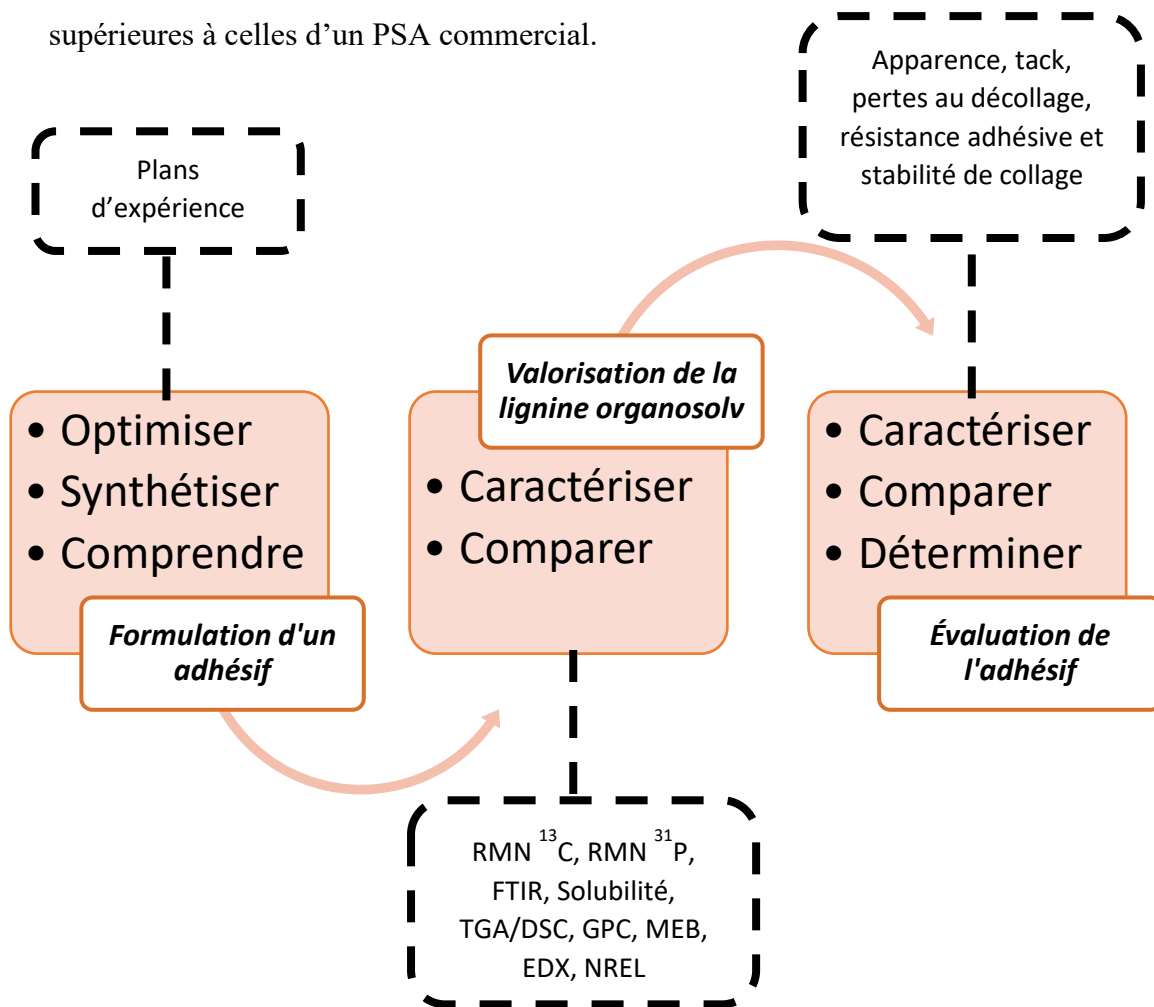 supérieures à celles d’un PSA commercial.
Plans
d’expérience
• Optimiser
• Synthétiser
• Comprendre
Formulation d'un
adhésif
Valorisation de la
lignine organosolv
• Caractériser
• Comparer
RMN ¹³C, RMN ³¹P,
FTIR, Solubilité,
TGA/DSC, GPC, MEB,
EDX, NREL
Apparence, tack,
pertes au décollage,
résistance adhésive et
stabilité de collage
• Caractériser
• Comparer
• Déterminer
Évaluation de
l'adhésif